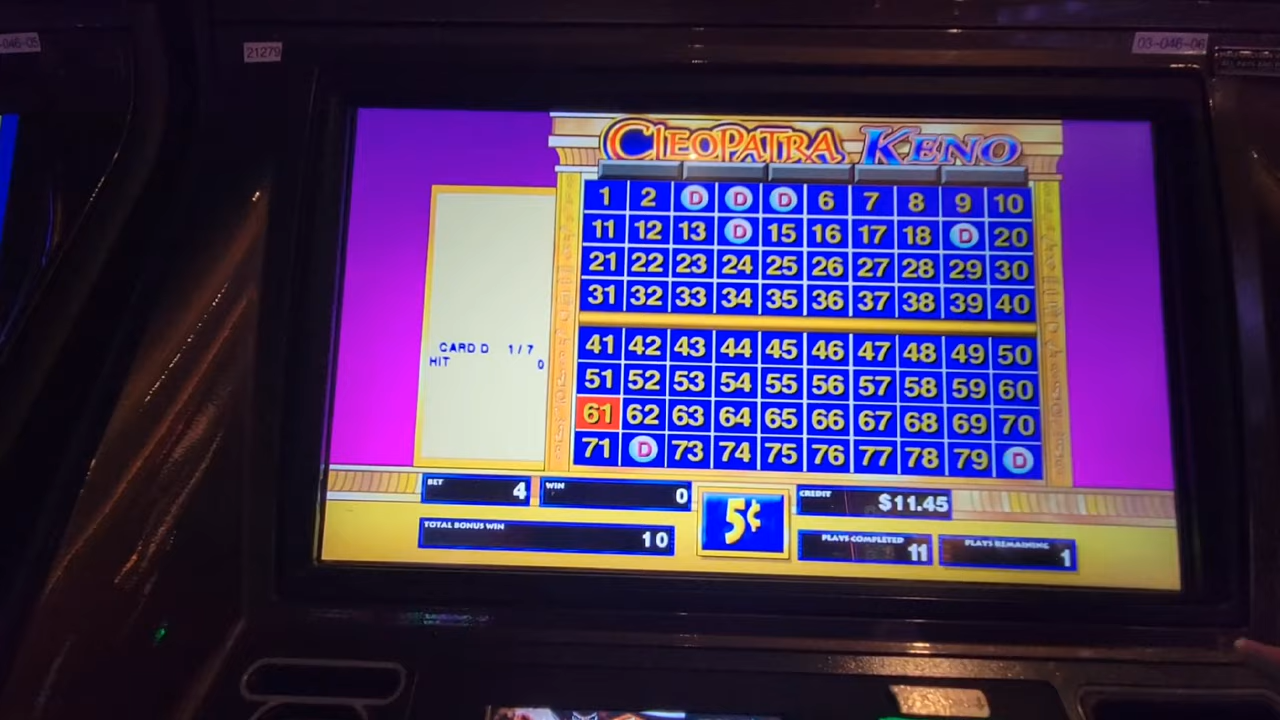 -046-05
21279
03-046-06
CLEOPATRA KENO
1 2 D D D 6 7 8 9 10
11 12 13 D 15 16 17 18 D 20
21 22 23 24 25 26 27 28 29 30
31 32 33 34 35 36 37 38 39 40
41 42 43 44 45 46 47 48 49 50
51 52 53 54 55 56 57 58 59 60
61 62 63 64 65 66 67 68 69 70
71 D 73 74 75 76 77 78 79 D
CARD D 1/7
HIT 0
BET 4
WIN 0
5¢
CREDIT $11.45
TOTAL BONUS WIN 10
PLAYS COMPLETED 11
PLAYS REMAINING 1